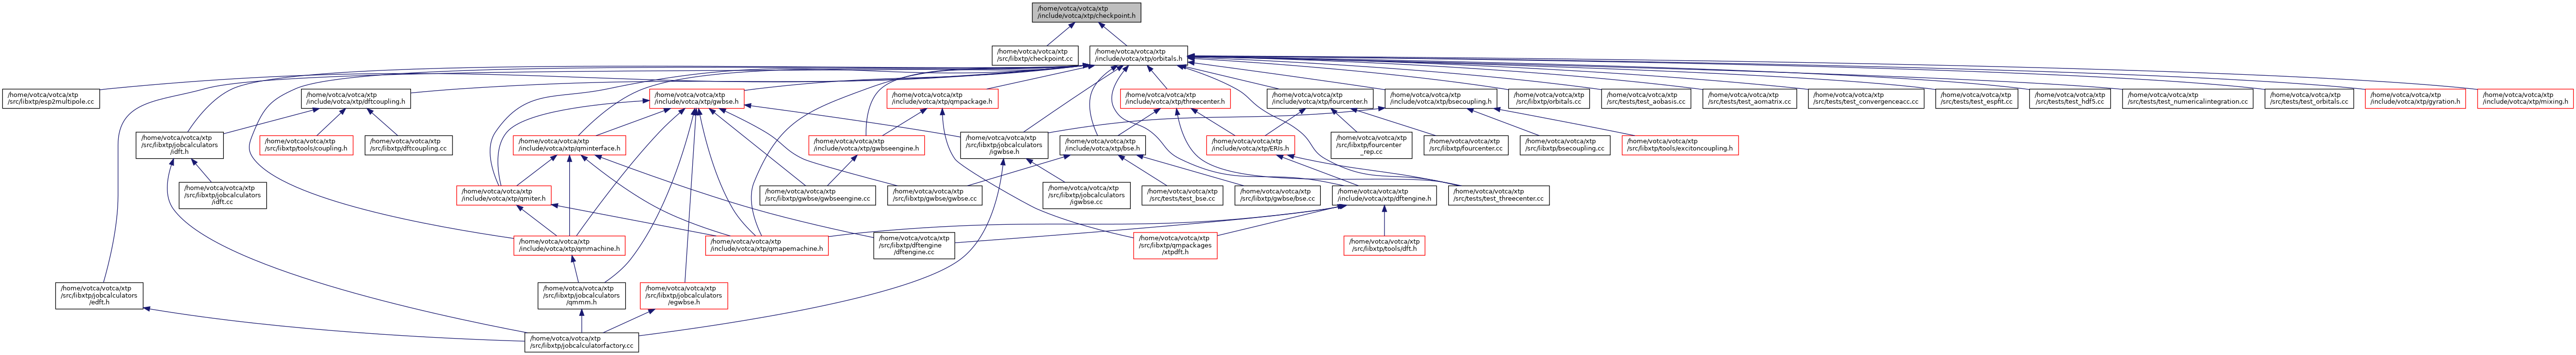 /home/votca/votca/xtp
/include/votca/xtp/checkpoint.h
/home/votca/votca/xtp
/src/libxtp/checkpoint.cc
/home/votca/votca/xtp
/include/votca/xtp/orbitals.h
/home/votca/votca/xtp
/src/libxtp/esp2multipole.cc
/home/votca/votca/xtp
/include/votca/xtp/dftcoupling.h
/home/votca/votca/xtp
/include/votca/xtp/gwbse.h
/home/votca/votca/xtp
/include/votca/xtp/qmpackage.h
/home/votca/votca/xtp
/include/votca/xtp/threecenter.h
/home/votca/votca/xtp
/include/votca/xtp/fourcenter.h
/home/votca/votca/xtp
/include/votca/xtp/bsecoupling.h
/home/votca/votca/xtp
/src/libxtp/orbitals.cc
/home/votca/votca/xtp
/src/tests/test_aobasis.cc
/home/votca/votca/xtp
/src/tests/test_aomatrix.cc
/home/votca/votca/xtp
/src/tests/test_convergenceacc.cc
/home/votca/votca/xtp
/src/tests/test_espfit.cc
/home/votca/votca/xtp
/src/tests/test_hdf5.cc
/home/votca/votca/xtp
/src/tests/test_numericalintegration.cc
/home/votca/votca/xtp
/src/tests/test_orbitals.cc
/home/votca/votca/xtp
/include/votca/xtp/gyration.h
/home/votca/votca/xtp
/include/votca/xtp/mixing.h
/home/votca/votca/xtp
/src/libxtp/jobcalculators
/idft.h
/home/votca/votca/xtp
/src/libxtp/tools/coupling.h
/home/votca/votca/xtp
/src/libxtp/dftcoupling.cc
/home/votca/votca/xtp
/include/votca/xtp/qminterface.h
/home/votca/votca/xtp
/include/votca/xtp/gwbseengine.h
/home/votca/votca/xtp
/src/libxtp/jobcalculators
/igwbse.h
/home/votca/votca/xtp
/include/votca/xtp/bse.h
/home/votca/votca/xtp
/include/votca/xtp/ERIs.h
/home/votca/votca/xtp
/src/libxtp/fourcenter
_rep.cc
/home/votca/votca/xtp
/src/libxtp/fourcenter.cc
/home/votca/votca/xtp
/src/libxtp/bsecoupling.cc
/home/votca/votca/xtp
/src/libxtp/tools/excitoncoupling.h
/home/votca/votca/xtp
/src/libxtp/jobcalculators
/idft.cc
/home/votca/votca/xtp
/include/votca/xtp/qmiter.h
/home/votca/votca/xtp
/src/libxtp/gwbse/gwbseengine.cc
/home/votca/votca/xtp
/src/libxtp/gwbse/gwbse.cc
/home/votca/votca/xtp
/src/libxtp/jobcalculators
/igwbse.cc
/home/votca/votca/xtp
/src/tests/test_bse.cc
/home/votca/votca/xtp
/src/libxtp/gwbse/bse.cc
/home/votca/votca/xtp
/include/votca/xtp/dftengine.h
/home/votca/votca/xtp
/src/tests/test_threecenter.cc
/home/votca/votca/xtp
/include/votca/xtp/qmmachine.h
/home/votca/votca/xtp
/include/votca/xtp/qmapemachine.h
/home/votca/votca/xtp
/src/libxtp/dftengine
/dftengine.cc
/home/votca/votca/xtp
/src/libxtp/qmpackages
/xtpdft.h
/home/votca/votca/xtp
/src/libxtp/tools/dft.h
/home/votca/votca/xtp
/src/libxtp/jobcalculators
/edft.h
/home/votca/votca/xtp
/src/libxtp/jobcalculators
/qmmm.h
/home/votca/votca/xtp
/src/libxtp/jobcalculators
/egwbse.h
/home/votca/votca/xtp
/src/libxtp/jobcalculatorfactory.cc